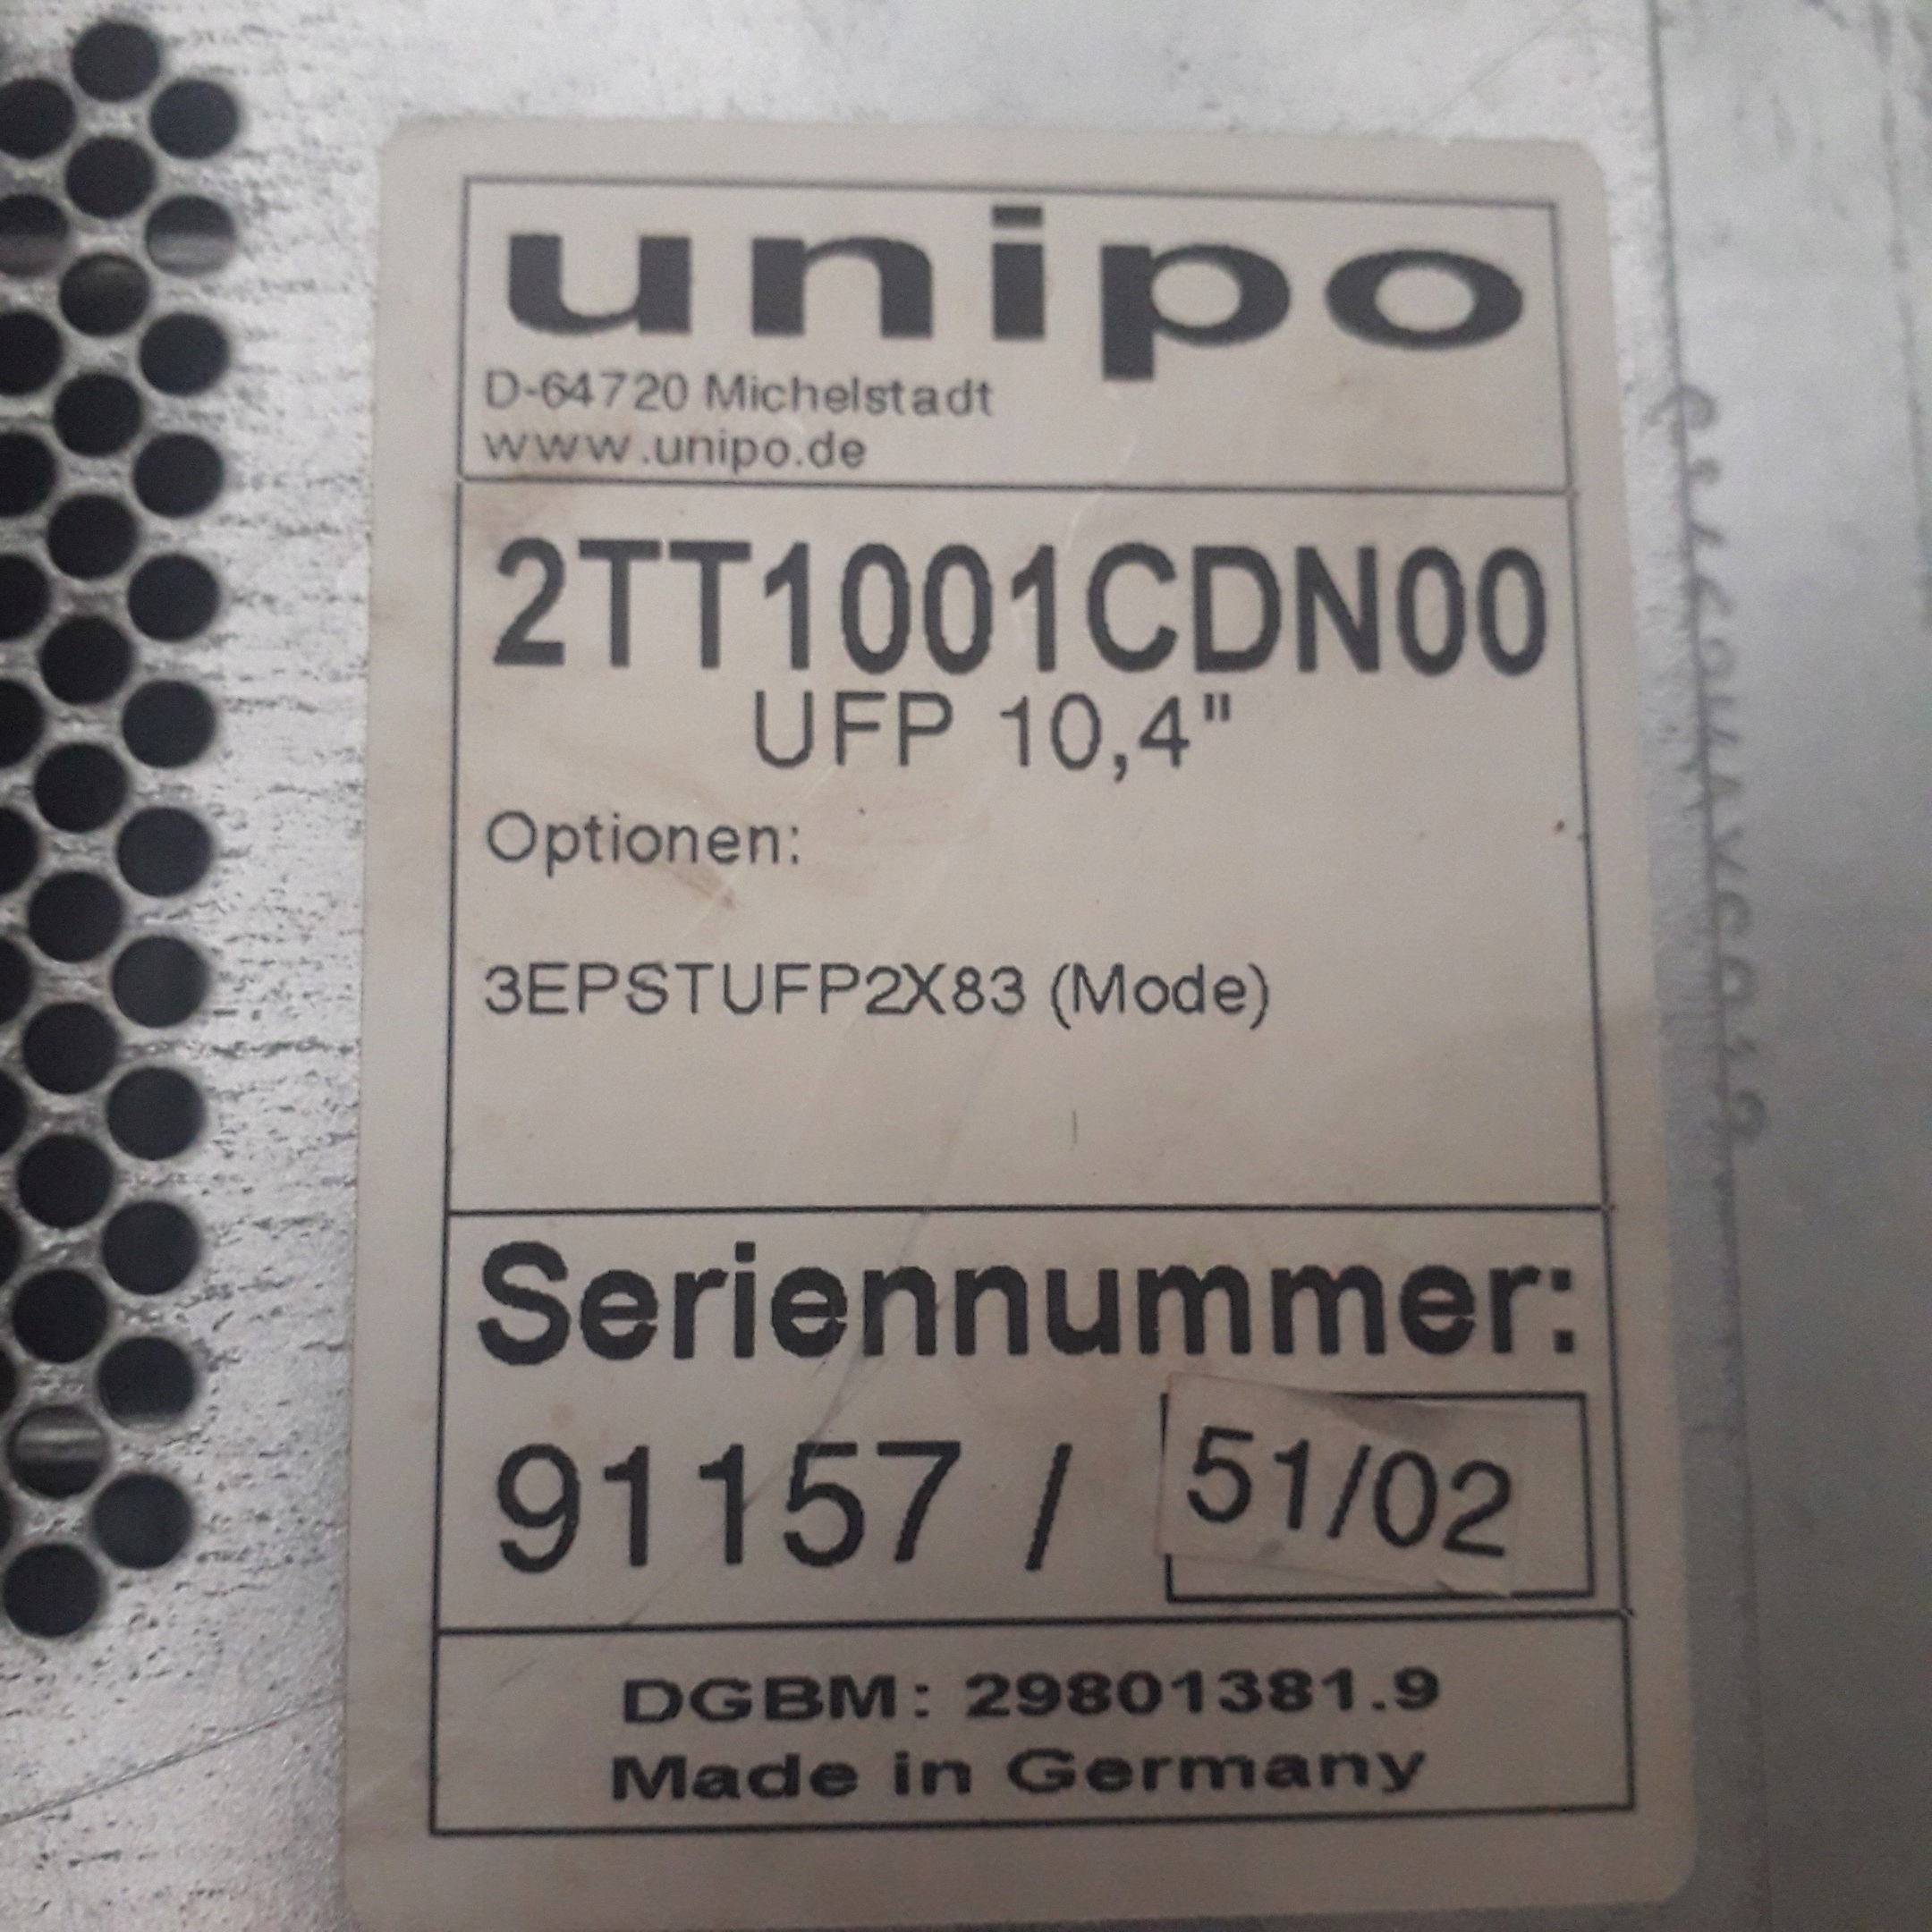 unipo
D-64720 Michelstadt
www.unipo.de
2TT1001CDN00
UFP 10,4"
Optionen:
3EPSTUFP2X83 (Mode)
Seriennummer:
91157 / 51/02
DGBM: 29801381.9
Made in Germany